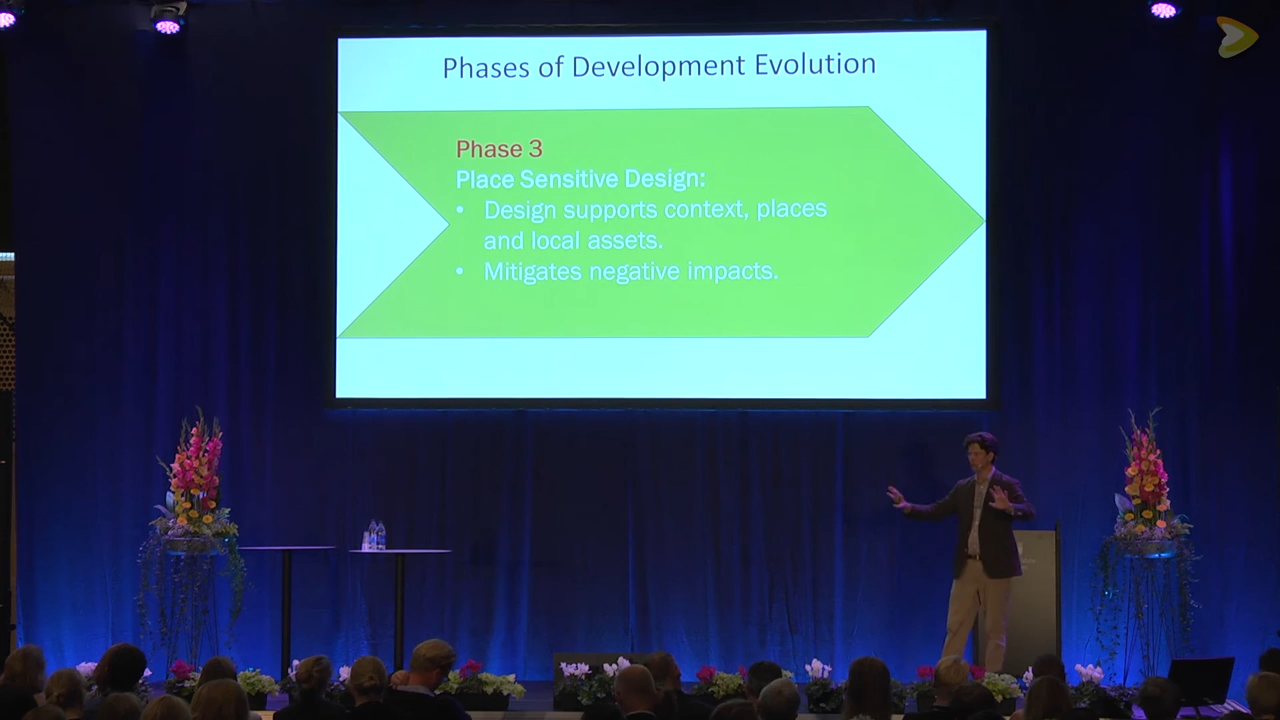 Phases of Development Evolution
Phase 3
Place Sensitive Design:
• Design supports context, places
and local assets.
• Mitigates negative impacts.